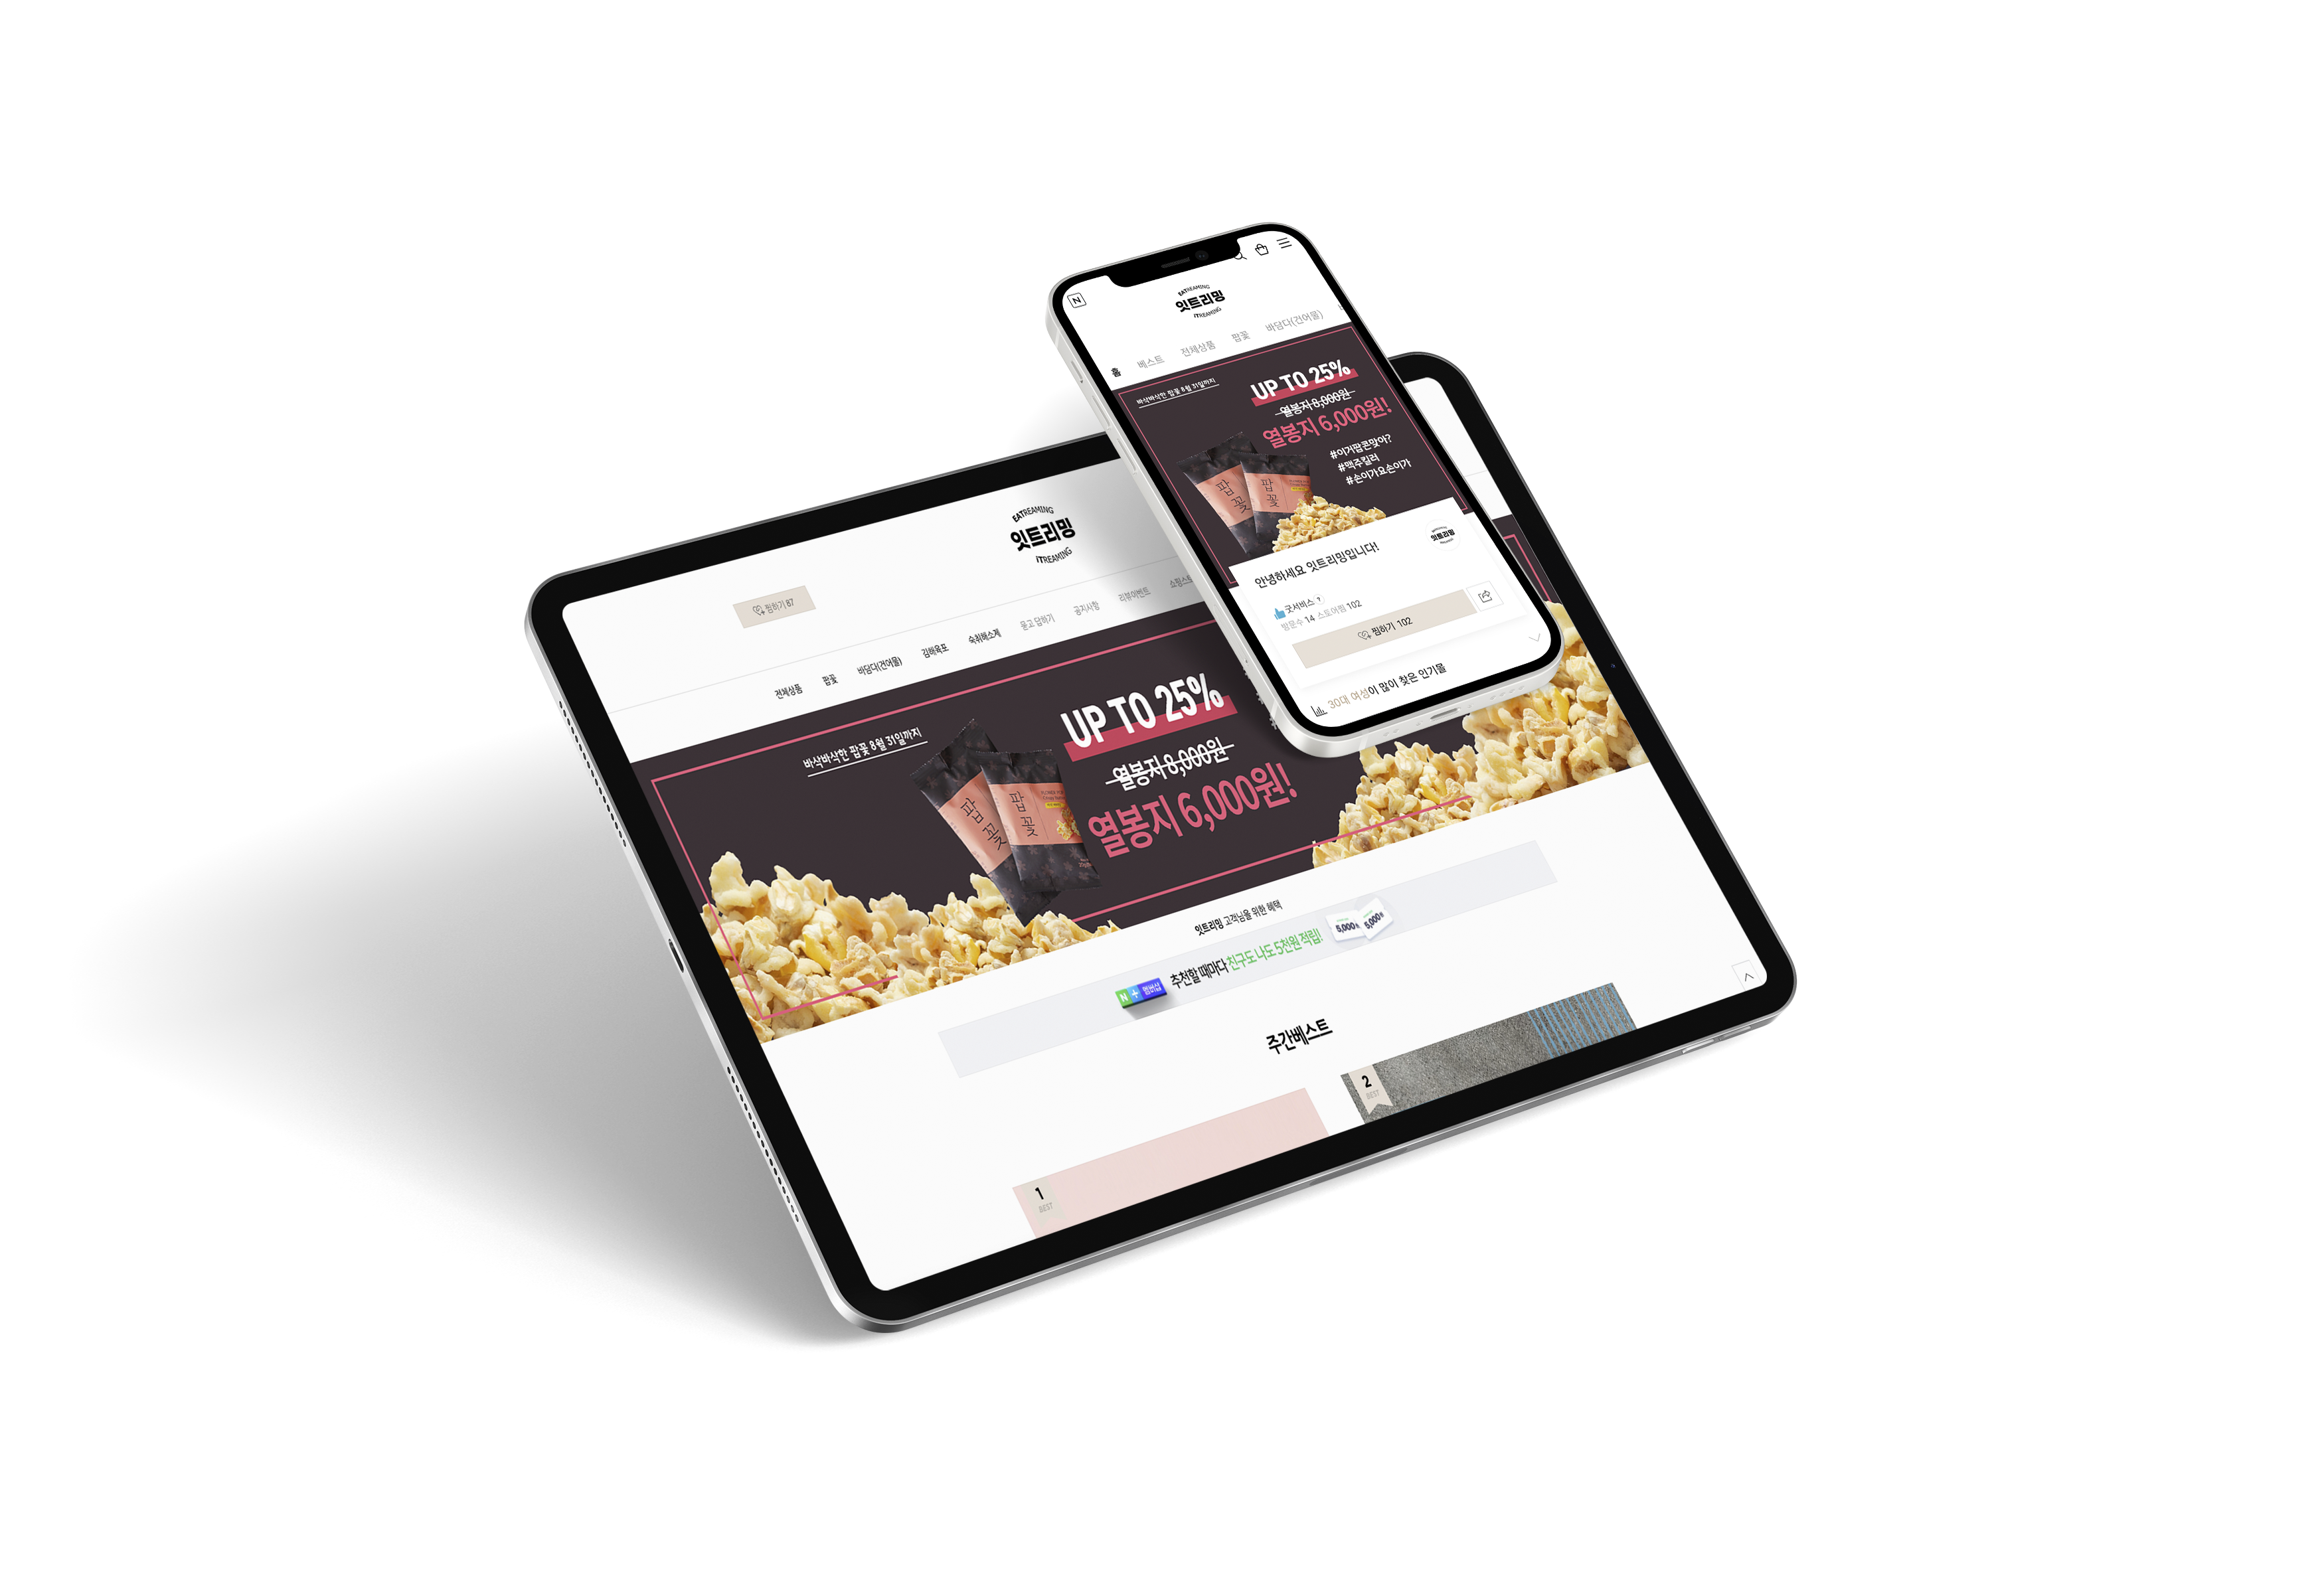 N
EATREAMING
잇트리밍
ITREAMING
홈 베스트 전체상품 팝꽃 바담다(건어물)
바삭바삭한 팝꽃 8월 31일까지
UP TO 25%
열봉지 8,000원
열봉지 6,000원!
#이거팝콘맞아?
#맥주킬러
#손이가요손이가
팝꽃
팝꽃
안녕하세요 잇트리밍입니다!
잇트리밍
굿서비스 ?
방문수 14 스토어찜 102
찜하기 102
30대 여성이 많이 찾은 인기몰
EATREAMING
잇트리밍
ITREAMING
찜하기 87
전체상품 팝꽃 바담다(건어물) 김해육포 숙취해소제 묻고 답하기 공지사항 리뷰이벤트
바삭바삭한 팝꽃 8월 31일까지
UP TO 25%
열봉지 8,000원
열봉지 6,000원!
팝꽃
팝꽃
잇트리밍 고객님을 위한 혜택
N + 멤버십 추천할 때마다 친구도 나도 5천원 적립!
5,000원 5,000원
주간베스트
1
BEST
2
BEST